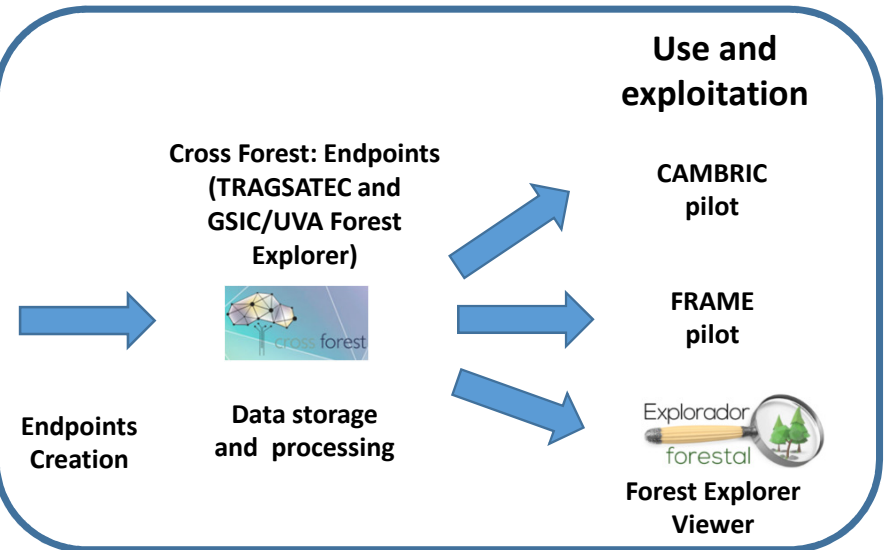 Use and
exploitation
Cross Forest: Endpoints
(TRAGSATEC and
GSIC/UVA Forest
Explorer)
CAMBRIC
pilot
cross forest
FRAME
pilot
Endpoints
Creation
Data storage
and processing
Explorador
forestal
Forest Explorer
Viewer